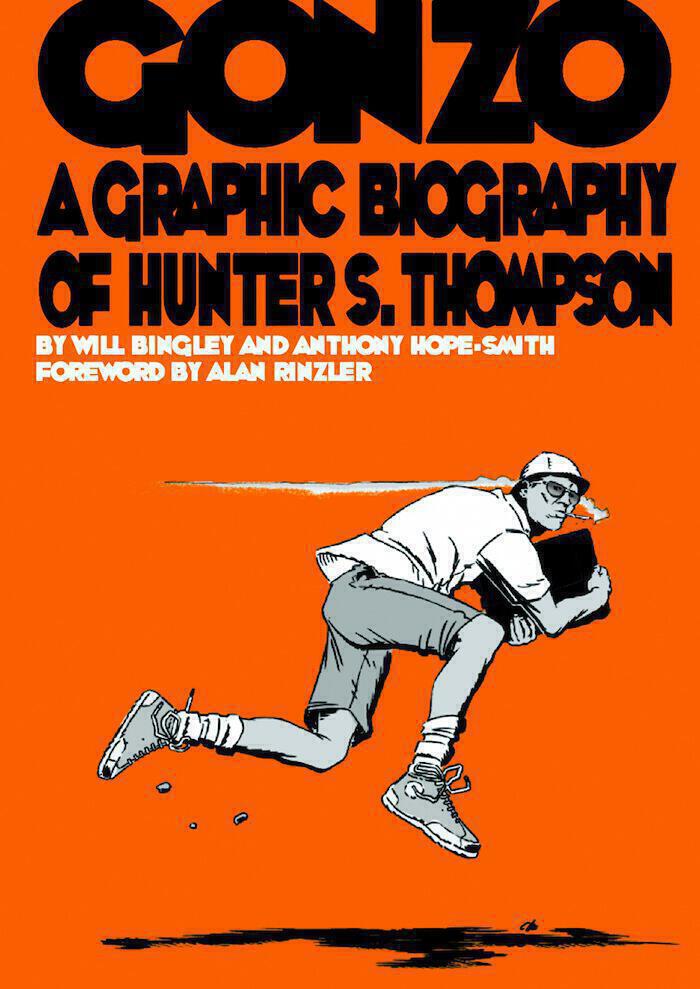 GONZO
A GRAPHIC BIOGRAPHY
OF HUNTER S. THOMPSON
BY WILL BINGLEY AND ANTHONY HOPE-SMITH
FOREWORD BY ALAN RINZLER